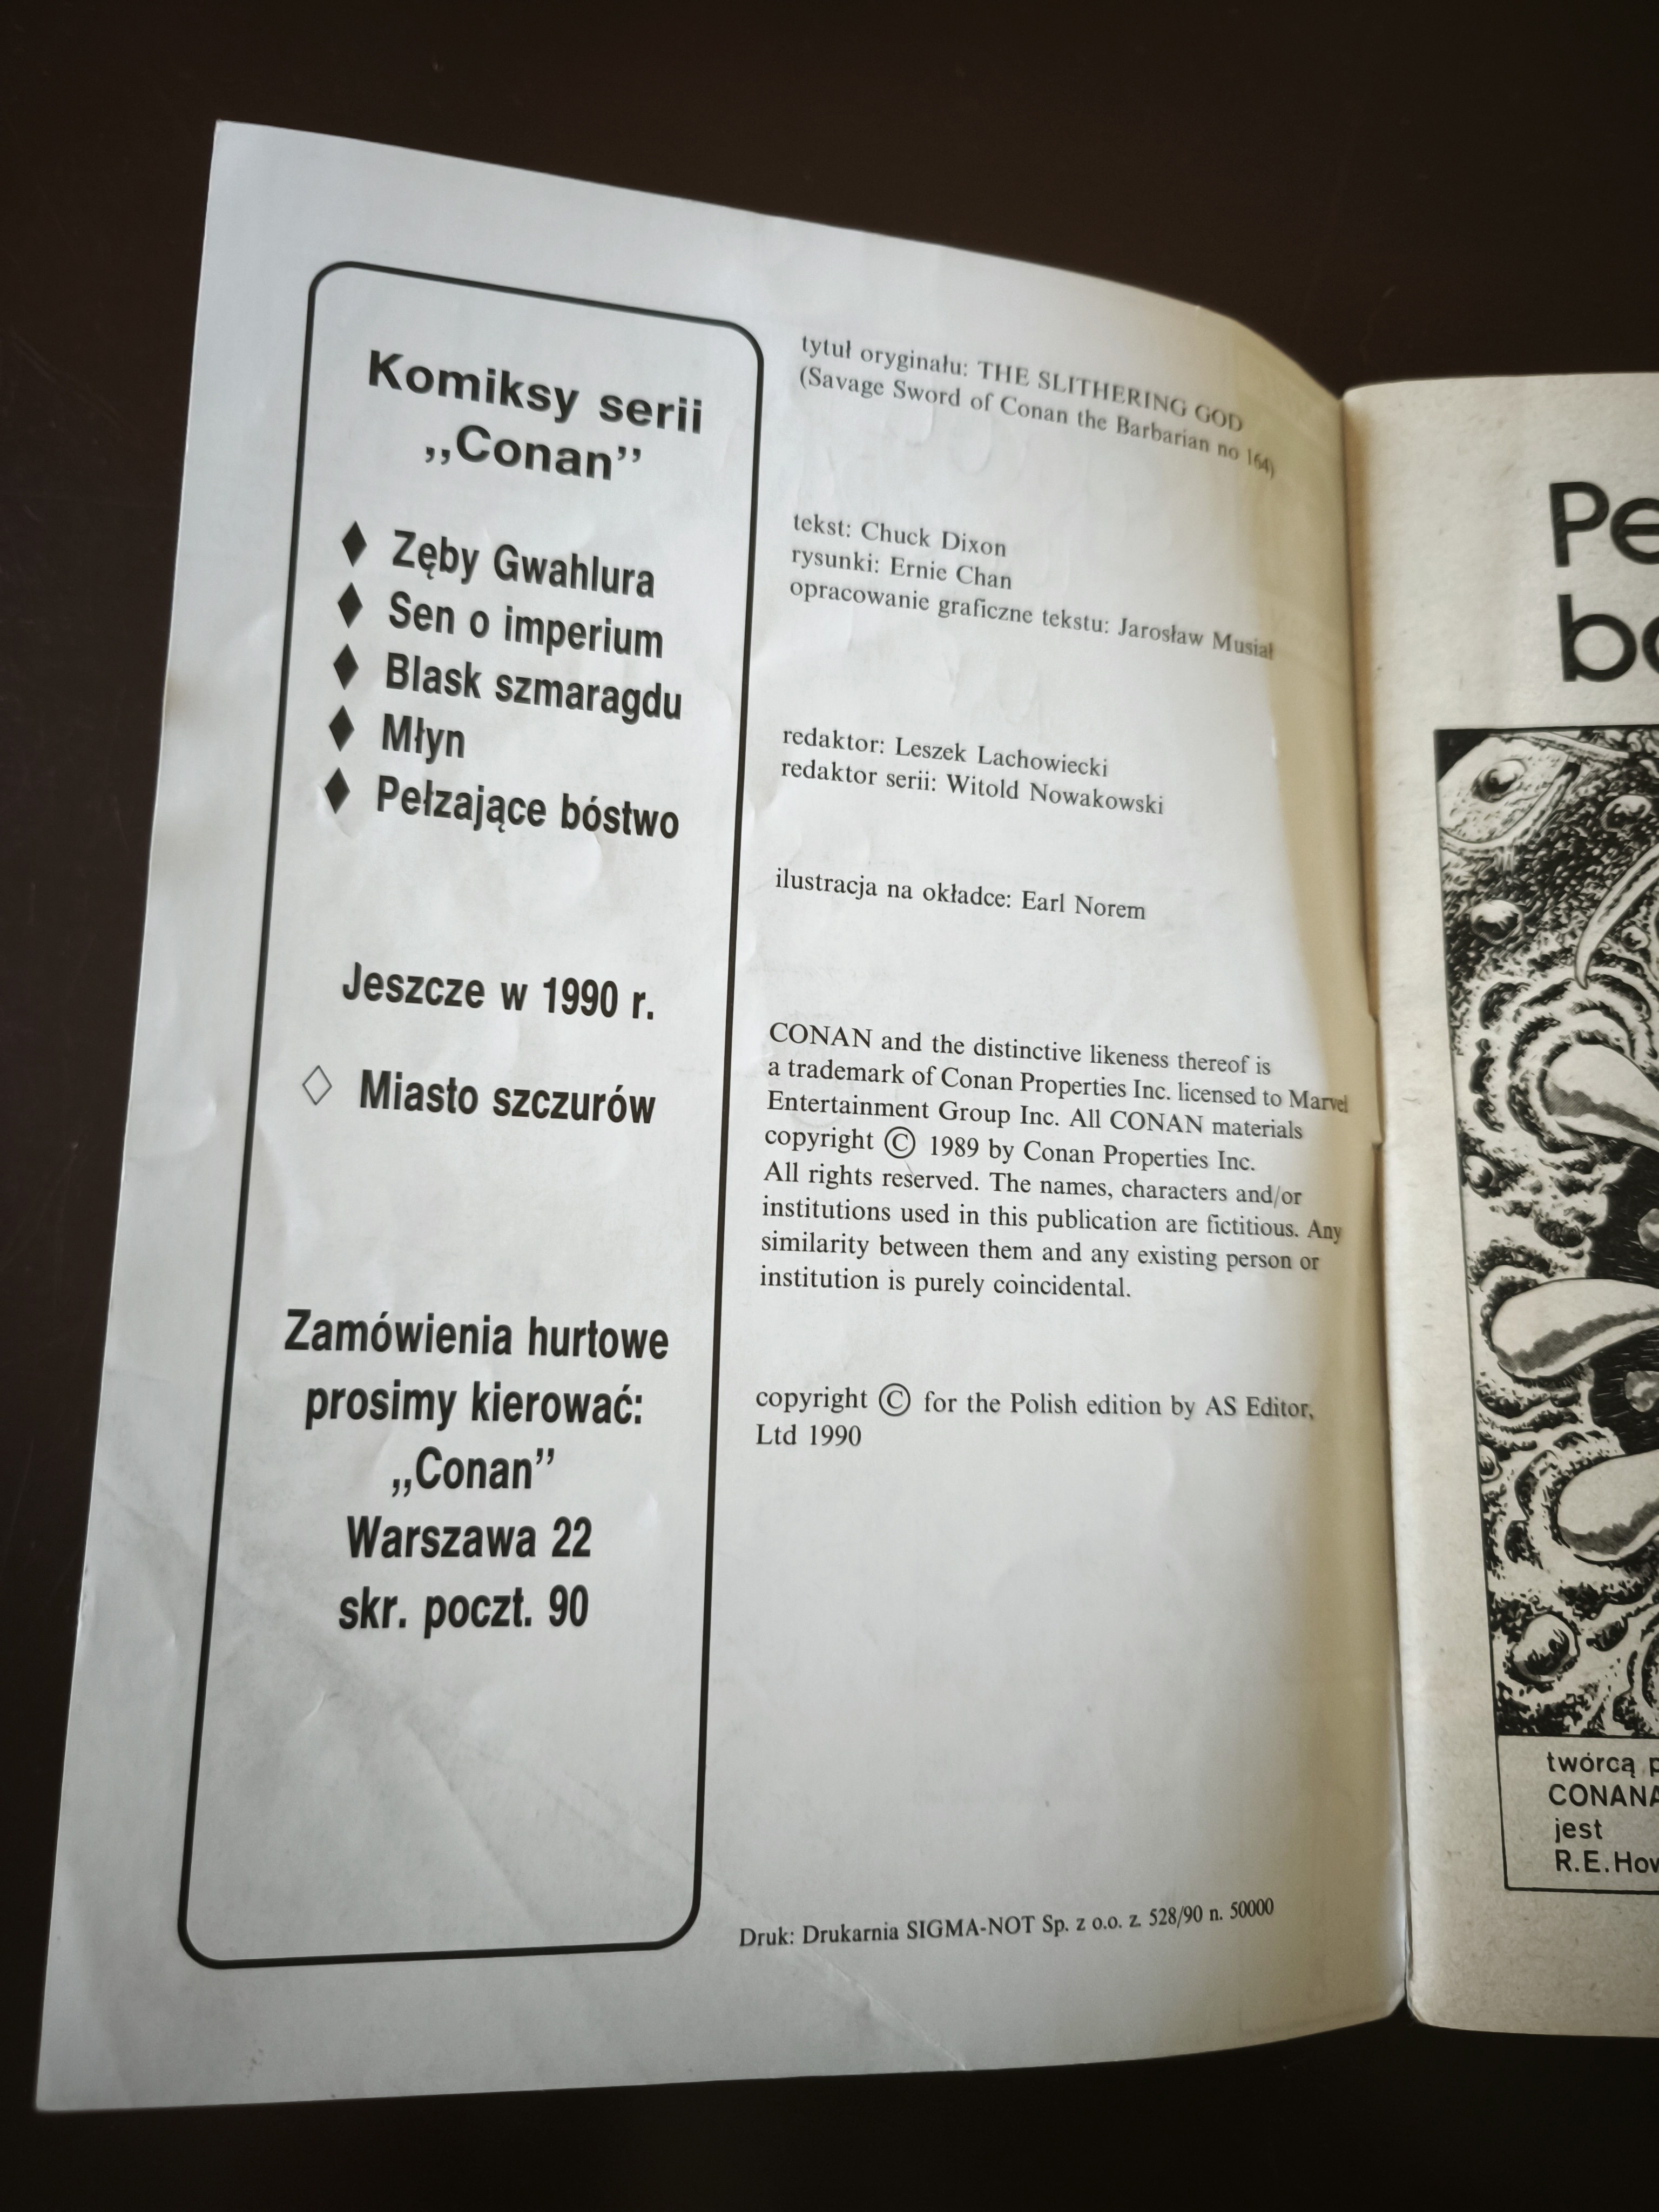 Komiksy serii
,,Conan”
♦ Zęby Gwahlura
♦ Sen o imperium
♦ Blask szmaragdu
♦ Młyn
♦ Pełzające bóstwo
Jeszcze w 1990 r.
◇ Miasto szczurów
Zamówienia hurtowe
prosimy kierować:
,,Conan”
Warszawa 22
skr. poczt. 90
tytuł oryginału: THE SLITHERING GOD
(Savage Sword of Conan the Barbarian no 164)
tekst: Chuck Dixon
rysunki: Ernie Chan
opracowanie graficzne tekstu: Jarosław Musiał
redaktor: Leszek Lachowiecki
redaktor serii: Witold Nowakowski
ilustracja na okładce: Earl Norem
CONAN and the distinctive likeness thereof is
a trademark of Conan Properties Inc. licensed to Marvel
Entertainment Group Inc. All CONAN materials
copyright © 1989 by Conan Properties Inc.
All rights reserved. The names, characters and/or
institutions used in this publication are fictitious. Any
similarity between them and any existing person or
institution is purely coincidental.
copyright © for the Polish edition by AS Editor,
Ltd 1990
Druk: Drukarnia SIGMA-NOT Sp. z o.o. z. 528/90 n. 50000
Pe
bó
twórcą p
CONANA
jest
R.E.How